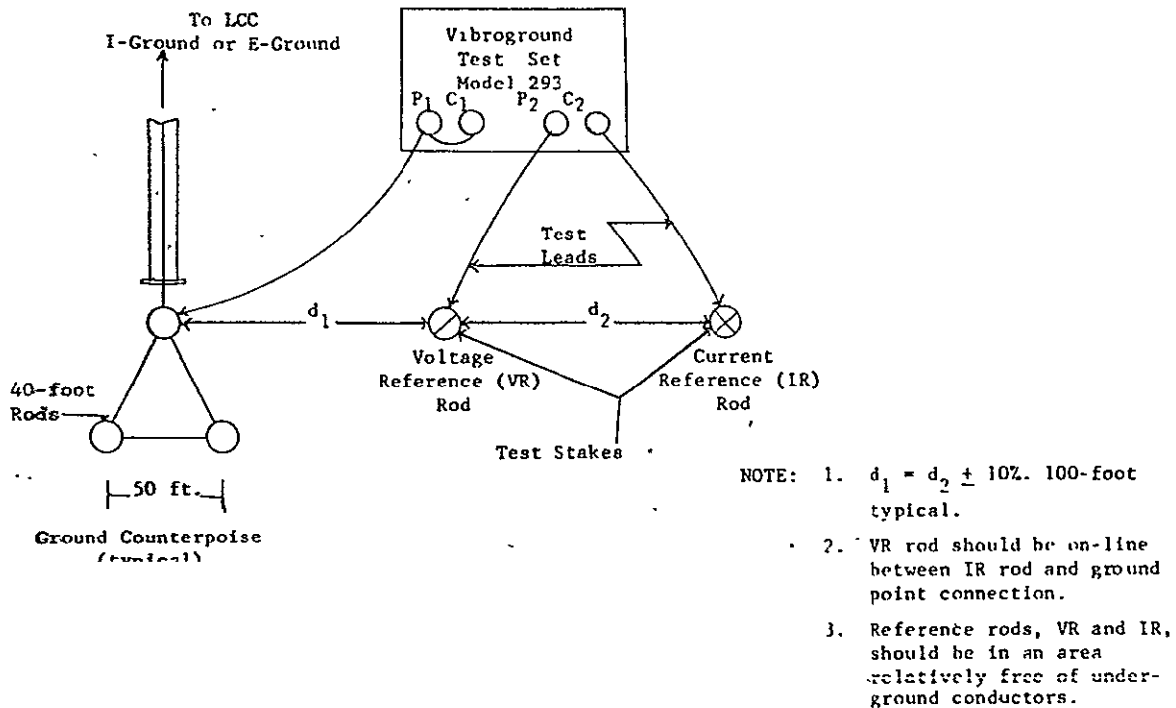 To LCC
I-Ground or E-Ground
Vibroground
Test Set
Model 293
P1 C1 P2 C2
Test
Leads
d1
d2
Voltage
Reference (VR)
Rod
Current
Reference (IR)
Rod
40-foot
Rods
Test Stakes
50 ft.
Ground Counterpoise
(typical)
NOTE: 1. d1 = d2 ± 10%. 100-foot
typical.
2. VR rod should be on-line
between IR rod and ground
point connection.
3. Reference rods, VR and IR,
should be in an area
relatively free of under-
ground conductors.